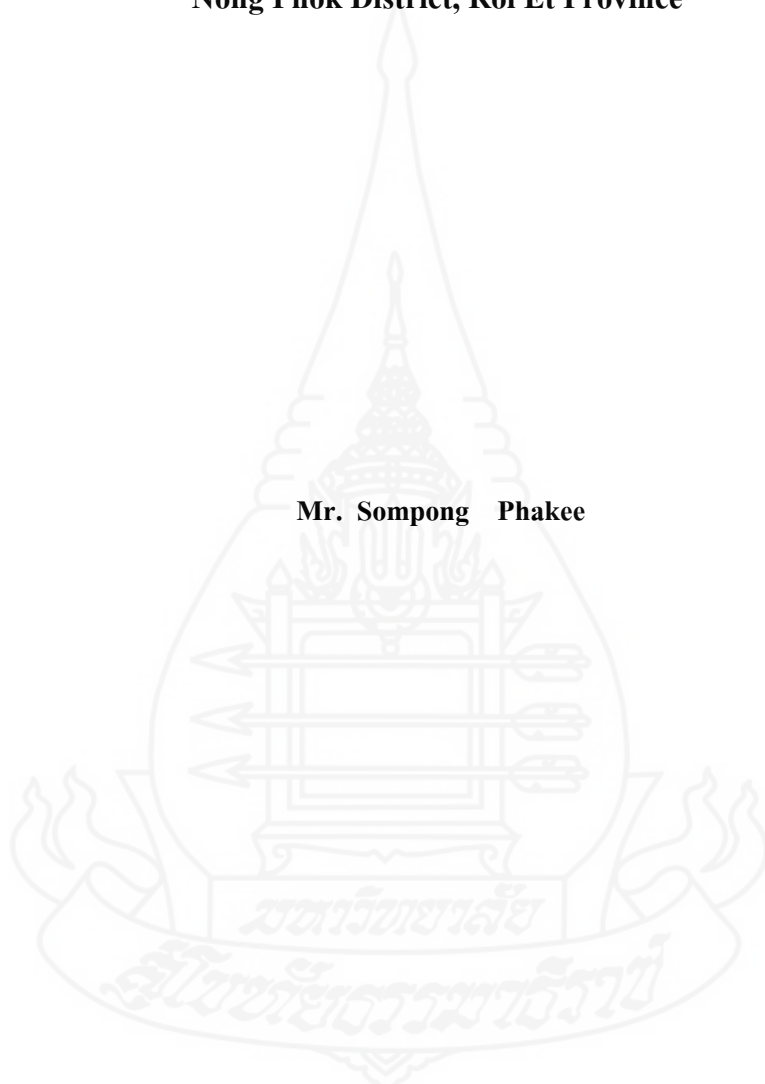 Nong Phok District, Roi Et Province
Mr. Sompong Phakee
มหาวิทยาลัย
สุโขทัยธรรมาธิราช